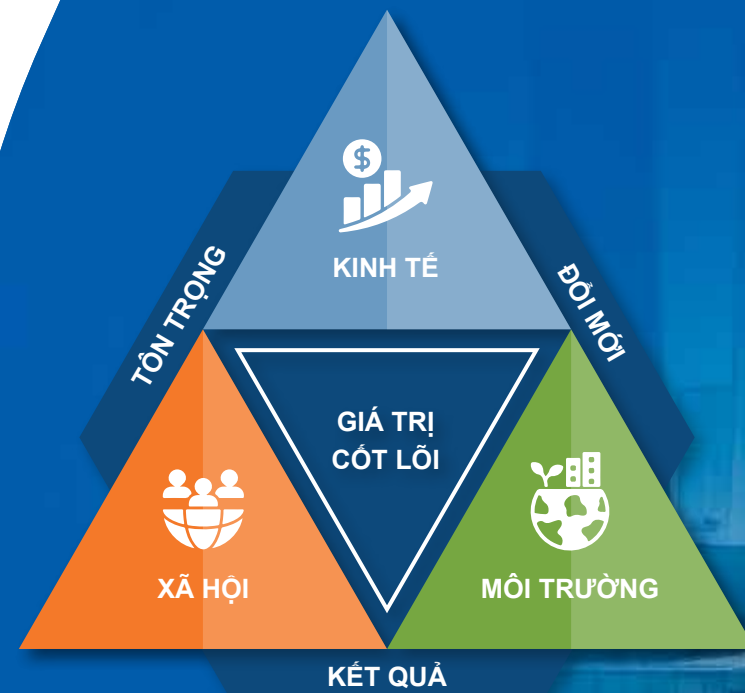 $
KINH TẾ
TÔN TRỌNG
ĐỔI MỚI
GIÁ TRỊ
CỐT LÕI
XÃ HỘI
MÔI TRƯỜNG
KẾT QUẢ